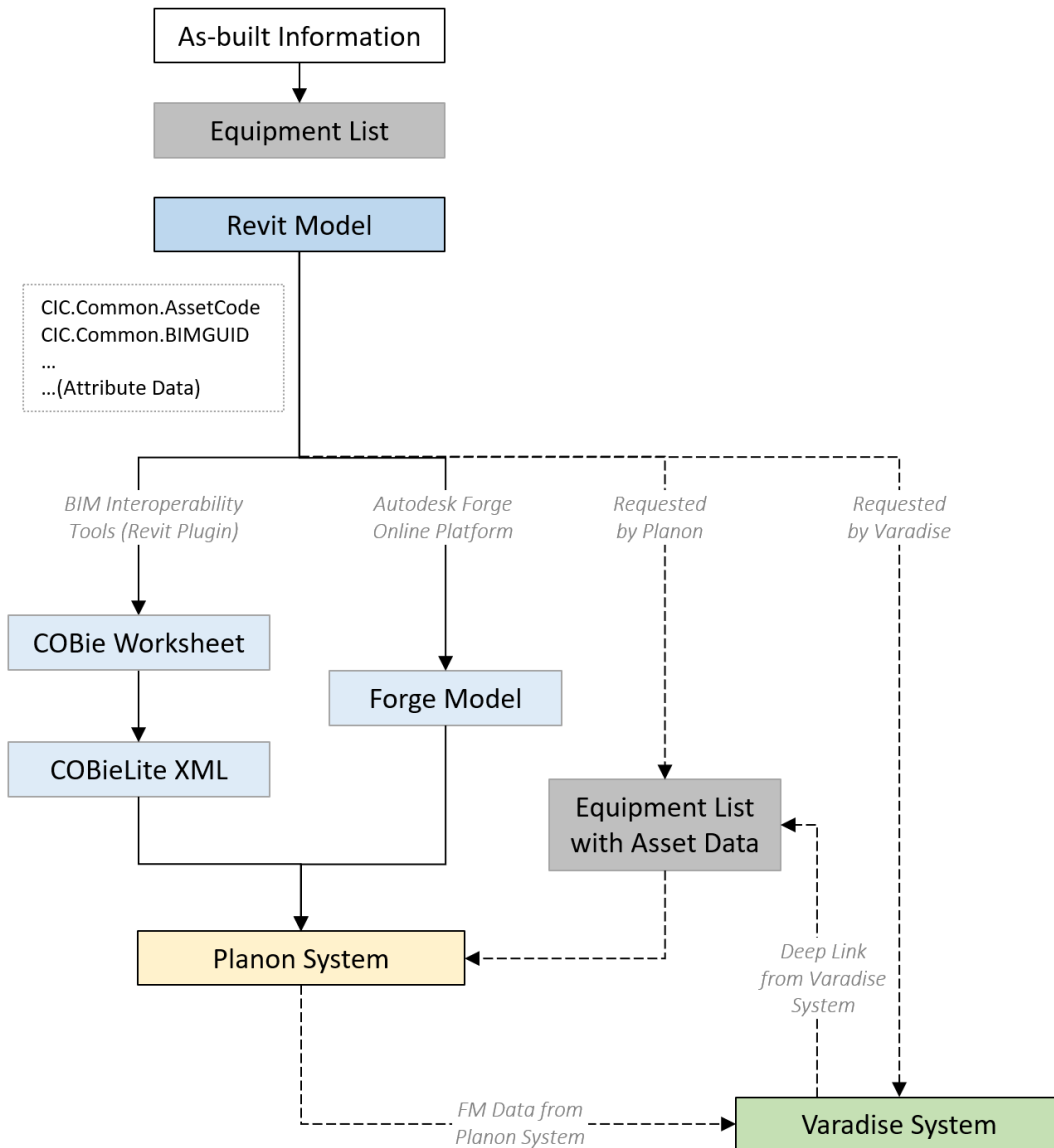 As-built Information
Equipment List
Revit Model
CIC.Common.AssetCode
CIC.Common.BIMGUID
...
...(Attribute Data)
BIM Interoperability
Tools (Revit Plugin)
Autodesk Forge
Online Platform
Requested
by Planon
Requested
by Varadise
COBie Worksheet
Forge Model
COBieLite XML
Equipment List
with Asset Data
Planon System
Deep Link
from Varadise
System
FM Data from
Planon System
Varadise System